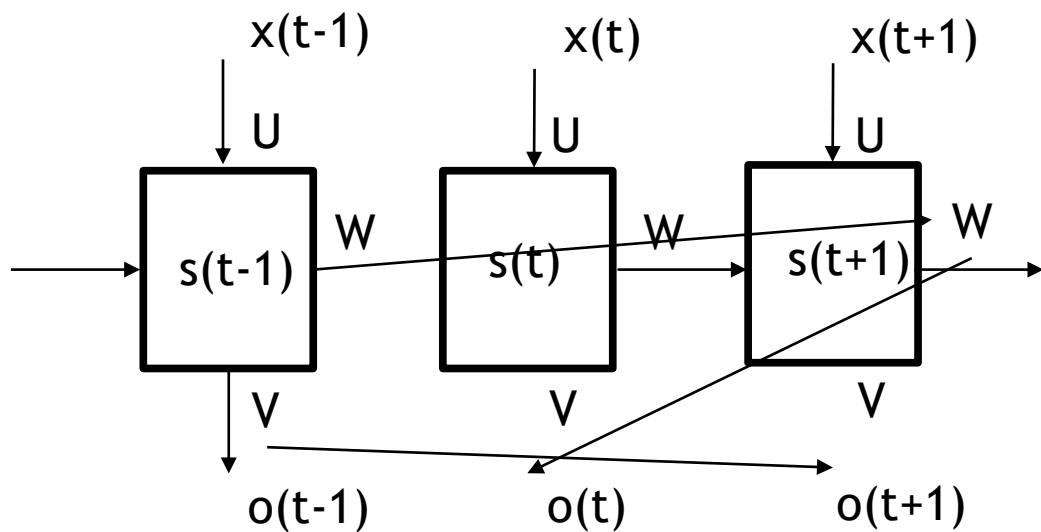 x(t-1) x(t) x(t+1)
U U U
W W W
s(t-1) s(t) s(t+1)
V V V
o(t-1) o(t) o(t+1)